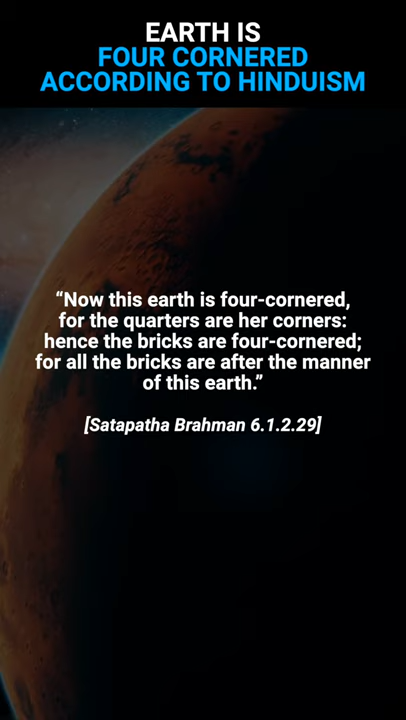 EARTH IS
FOUR CORNERED
ACCORDING TO HINDUISM
“Now this earth is four-cornered,
for the quarters are her corners:
hence the bricks are four-cornered;
for all the bricks are after the manner
of this earth.”
[Satapatha Brahman 6.1.2.29]